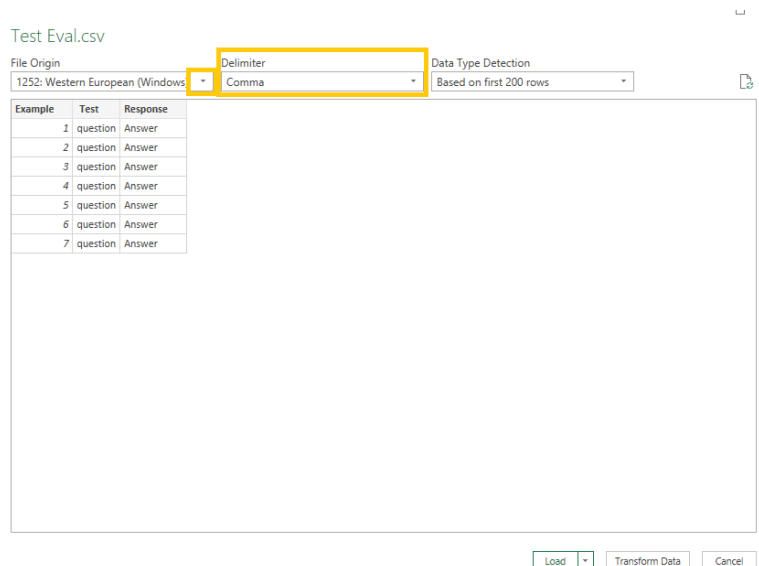 Test Eval.csv
File Origin Delimiter Data Type Detection
1252: Western European (Windows Comma Based on first 200 rows
Example Test Response
1 question Answer
2 question Answer
3 question Answer
4 question Answer
5 question Answer
6 question Answer
7 question Answer
Load Transform Data Cancel